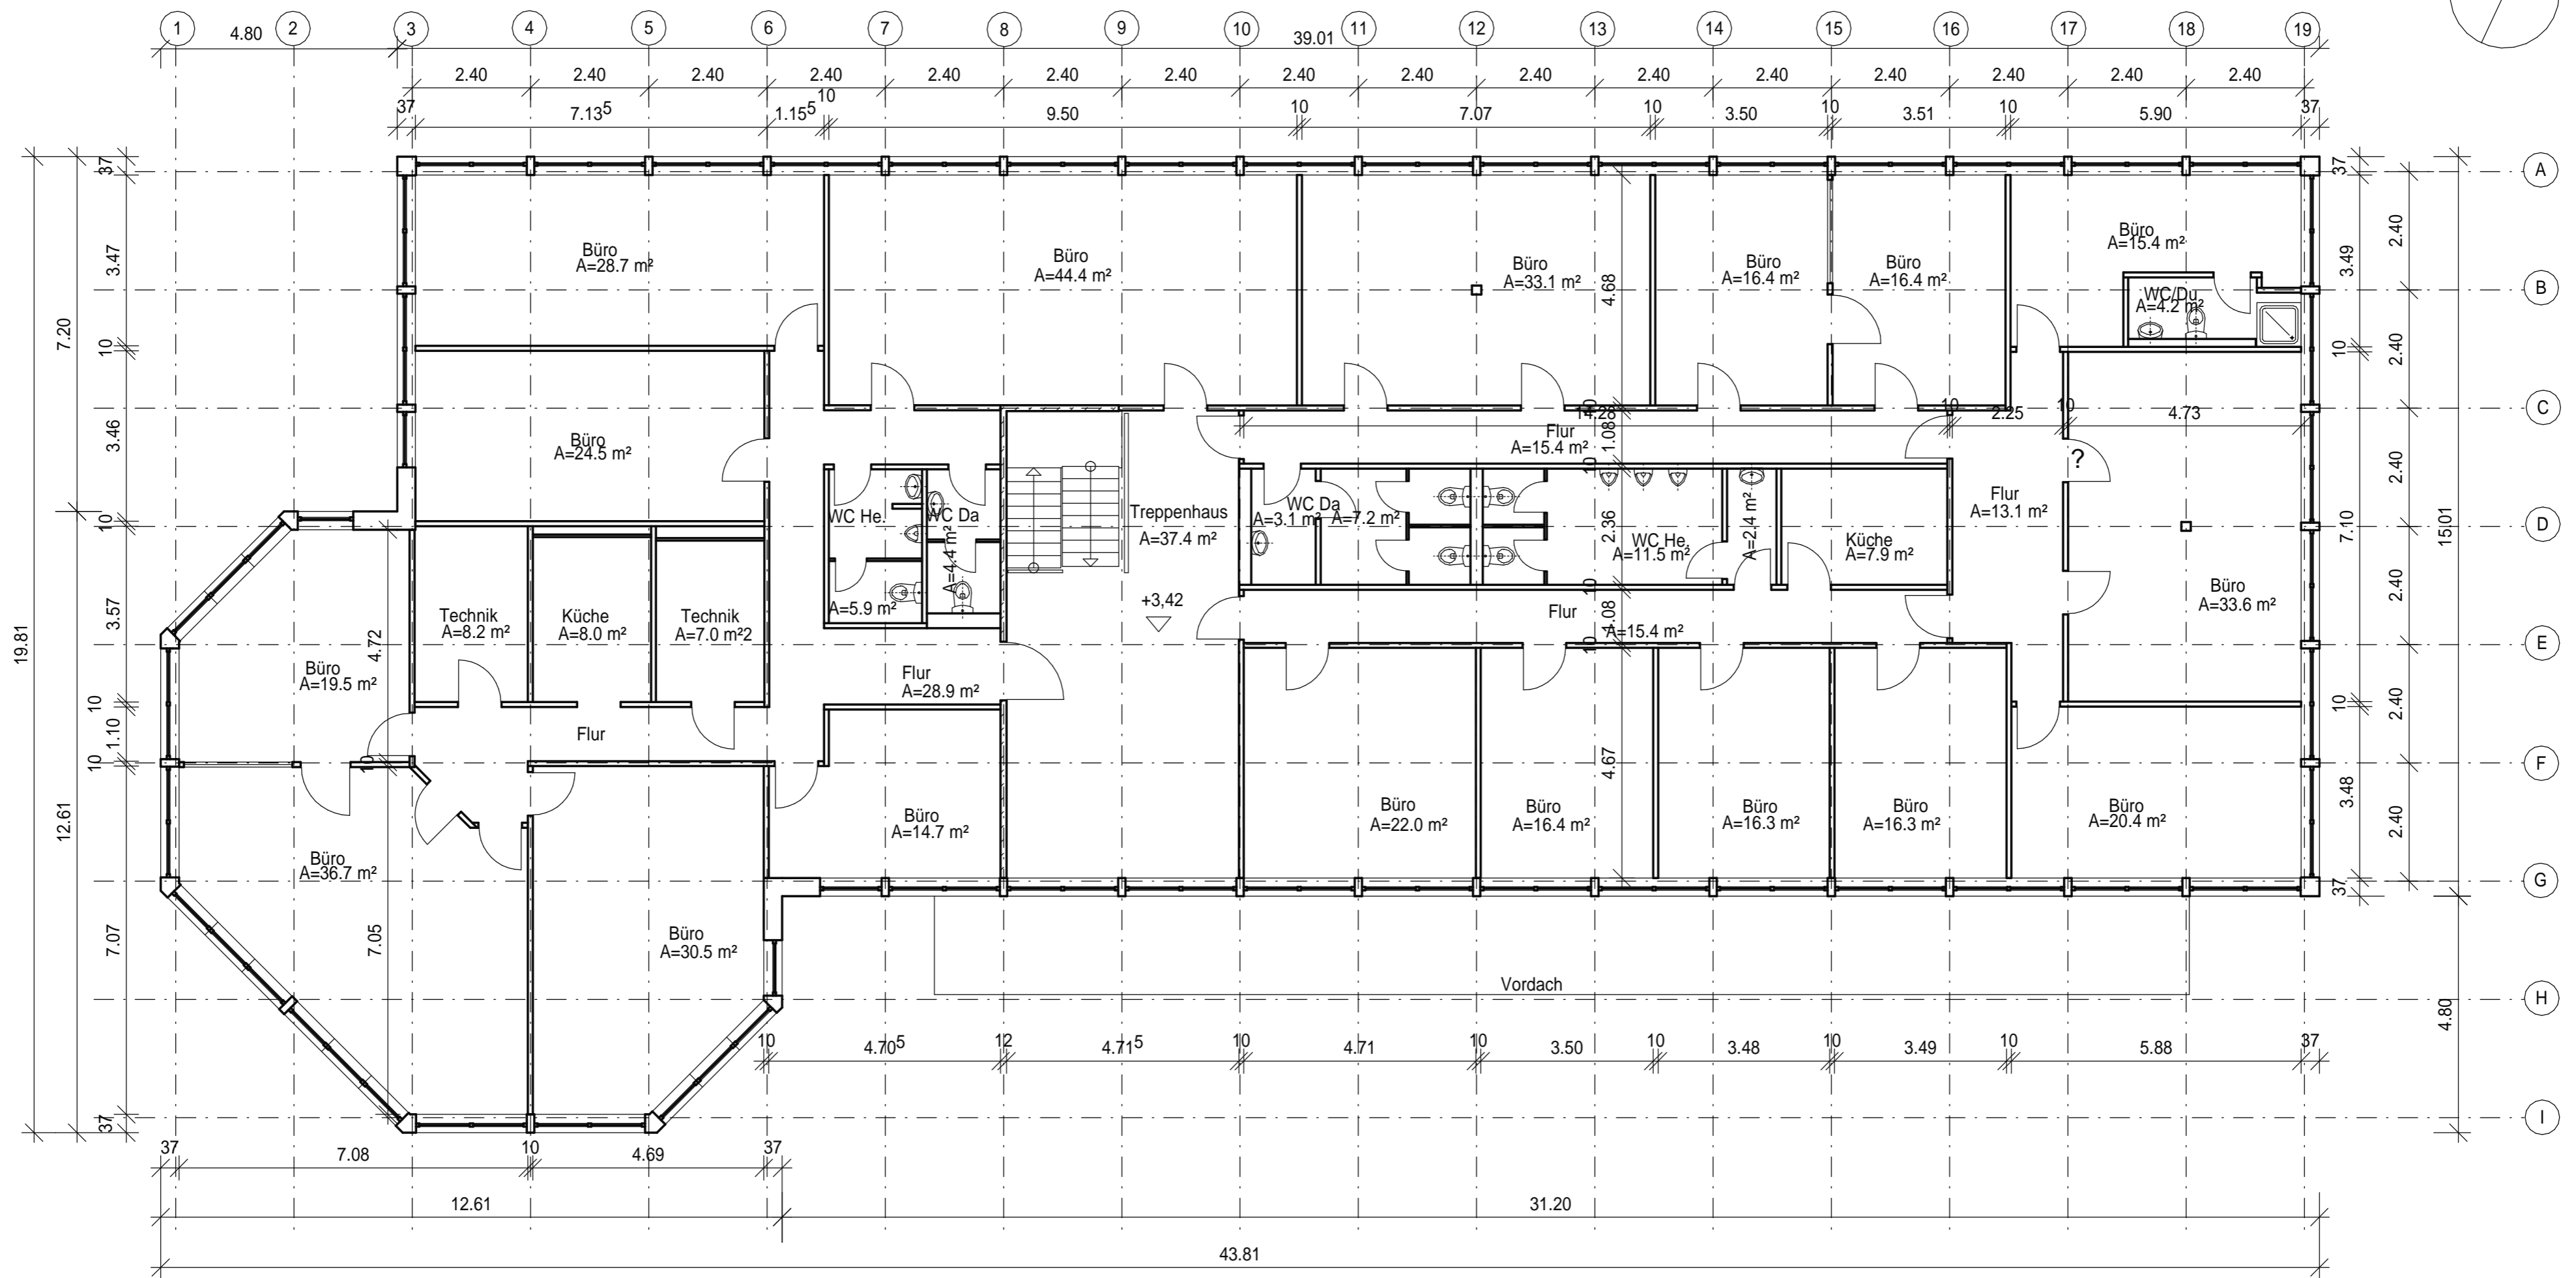 1 2 3 4 5 6 7 8 9 10 11 12 13 14 15 16 17 18 19
4.80 39.01
2.40 2.40 2.40 2.40 2.40 2.40 2.40 2.40 2.40 2.40 2.40 2.40 2.40 2.40 2.40 2.40
37 7.13⁵ 1.15⁵ 10 9.50 10 7.07 10 3.50 10 3.51 10 5.90 37
A
B
C
D
E
F
G
H
I
19.81
7.20
12.61
37
3.47
10
3.46
10
3.57
10
1.10
10
7.07
37
Büro
A=28.7 m²
Büro
A=44.4 m²
Büro
A=33.1 m²
4.68
Büro
A=16.4 m²
Büro
A=16.4 m²
Büro
A=15.4 m²
WC/Du
A=4.2 m²
Büro
A=24.5 m²
14.28 10 2.25 10 4.73
Flur
A=15.4 m²
10
1.08
10
2.36
10
1.08
10
4.67
?
WC He.
A=5.9 m²
WC Da
A=4.4 m²
Treppenhaus
A=37.4 m²
+3,42
WC Da
A=3.1 m² A=7.2 m²
WC He.
A=11.5 m²
A=2.4 m²
Küche
A=7.9 m²
Flur
A=13.1 m²
Büro
A=33.6 m²
Technik
A=8.2 m²
Küche
A=8.0 m²
Technik
A=7.0 m²2
Flur
A=15.4 m²
Büro
A=19.5 m²
4.72
10
7.05
Flur
A=28.9 m²
Flur
Büro
A=14.7 m²
Büro
A=22.0 m²
Büro
A=16.4 m²
Büro
A=16.3 m²
Büro
A=16.3 m²
Büro
A=20.4 m²
Büro
A=36.7 m²
Büro
A=30.5 m²
Vordach
37
3.49
10
7.10
10
3.48
37
2.40
2.40
2.40
2.40
2.40
2.40
15.01
4.80
10 4.70⁵ 12 4.71⁵ 10 4.71 10 3.50 10 3.48 10 3.49 10 5.88 37
37 7.08 10 4.69 37
12.61 31.20
43.81